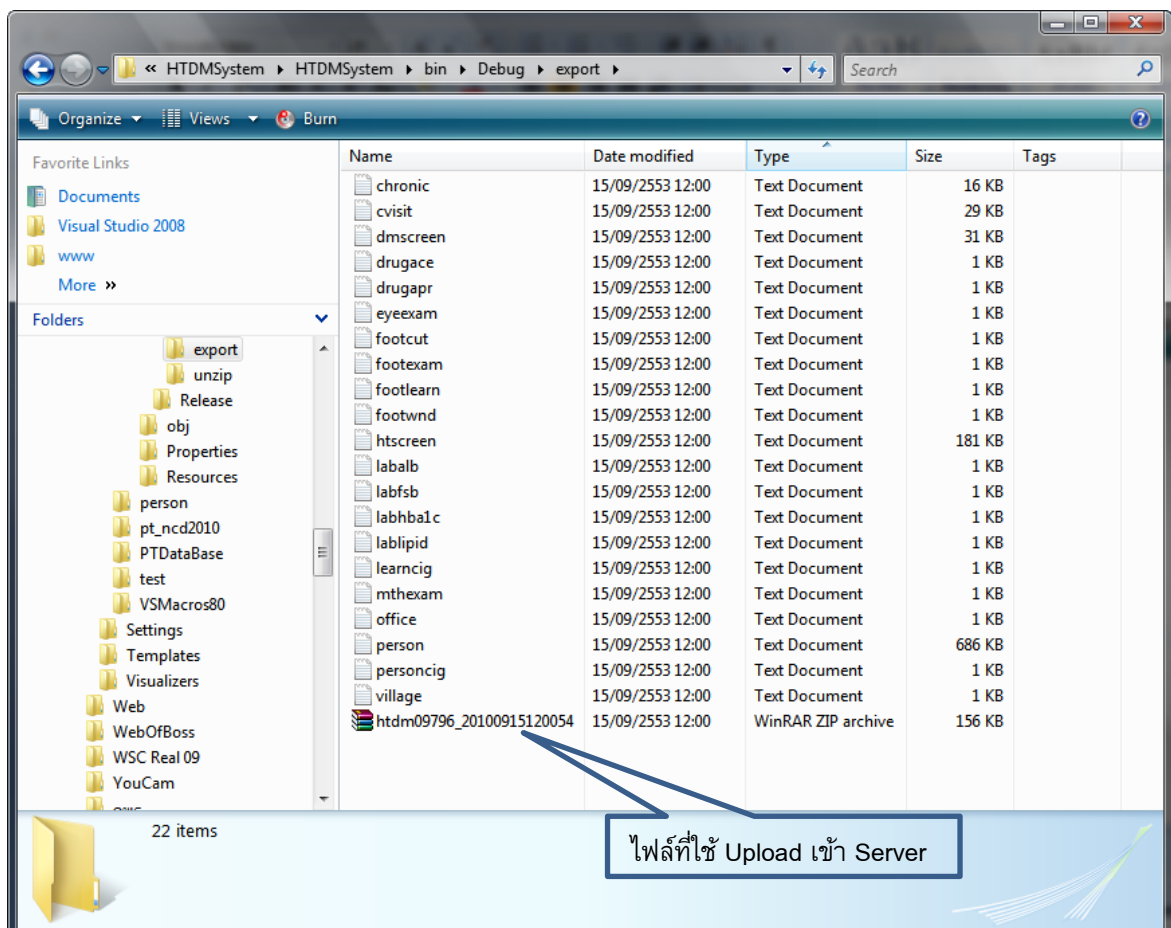 « HTDMSystem ▸ HTDMSystem ▸ bin ▸ Debug ▸ export ▸ Search
Organize Views Burn
Favorite Links
Documents
Visual Studio 2008
www
More »
Folders
export
unzip
Release
obj
Properties
Resources
person
pt_ncd2010
PTDataBase
test
VSMacros80
Settings
Templates
Visualizers
Web
WebOfBoss
WSC Real 09
YouCam
Name Date modified Type Size Tags
chronic 15/09/2553 12:00 Text Document 16 KB
cvisit 15/09/2553 12:00 Text Document 29 KB
dmscreen 15/09/2553 12:00 Text Document 31 KB
drugace 15/09/2553 12:00 Text Document 1 KB
drugapr 15/09/2553 12:00 Text Document 1 KB
eyeexam 15/09/2553 12:00 Text Document 1 KB
footcut 15/09/2553 12:00 Text Document 1 KB
footexam 15/09/2553 12:00 Text Document 1 KB
footlearn 15/09/2553 12:00 Text Document 1 KB
footwnd 15/09/2553 12:00 Text Document 1 KB
htscreen 15/09/2553 12:00 Text Document 181 KB
labalb 15/09/2553 12:00 Text Document 1 KB
labfsb 15/09/2553 12:00 Text Document 1 KB
labhba1c 15/09/2553 12:00 Text Document 1 KB
lablipid 15/09/2553 12:00 Text Document 1 KB
learncig 15/09/2553 12:00 Text Document 1 KB
mthexam 15/09/2553 12:00 Text Document 1 KB
office 15/09/2553 12:00 Text Document 1 KB
person 15/09/2553 12:00 Text Document 686 KB
personcig 15/09/2553 12:00 Text Document 1 KB
village 15/09/2553 12:00 Text Document 1 KB
htdm09796_20100915120054 15/09/2553 12:00 WinRAR ZIP archive 156 KB
22 items
ไฟล์ที่ใช้ Upload เข้า Server